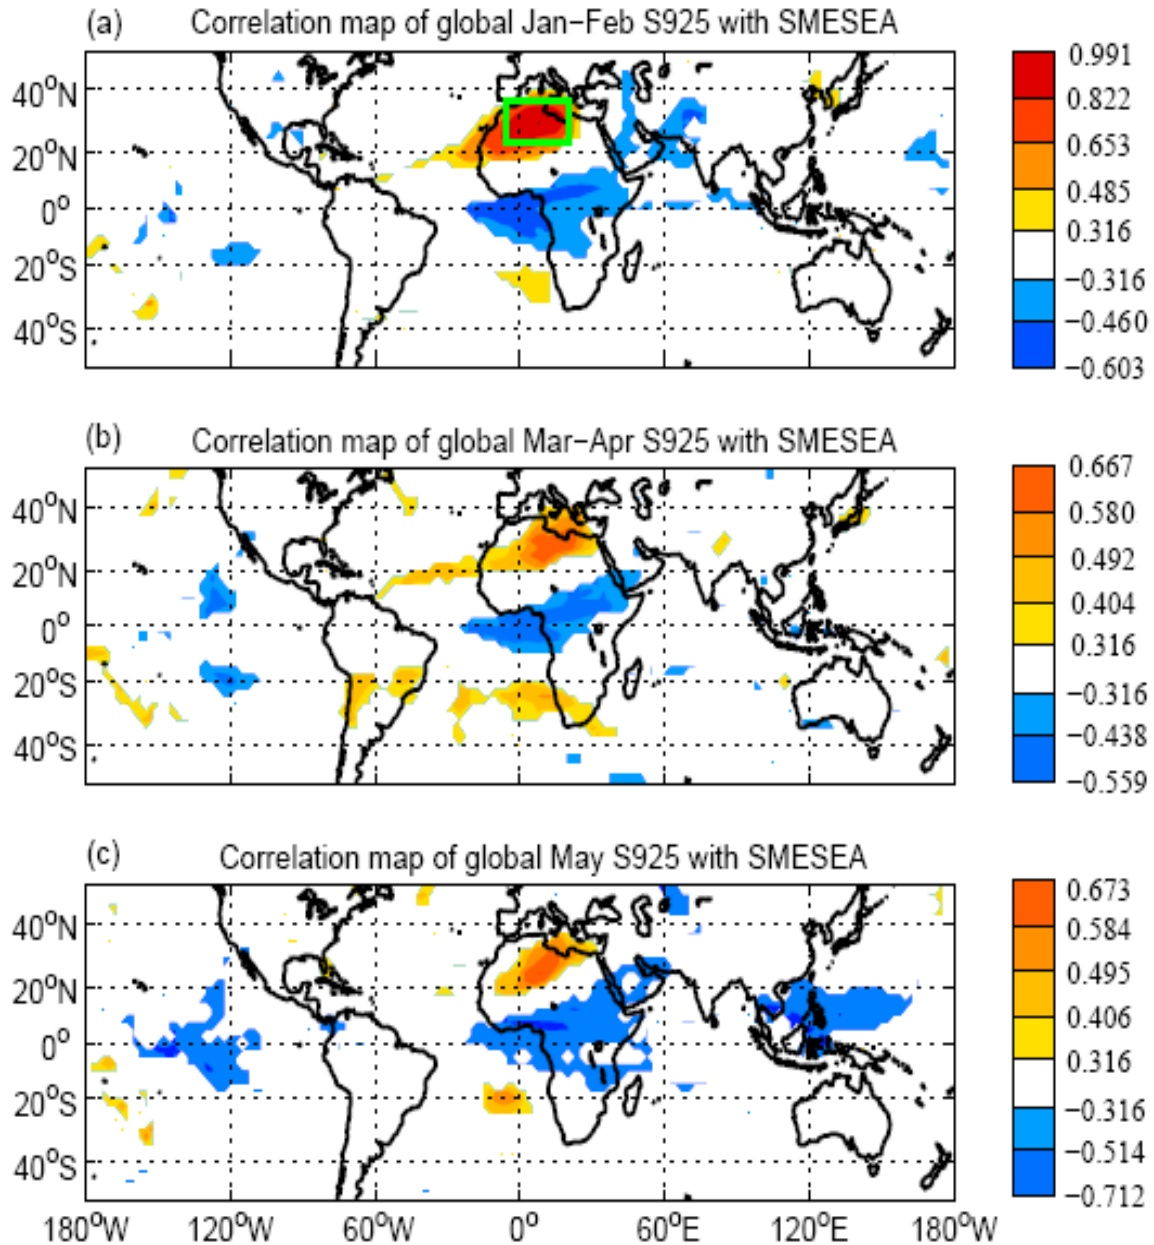 (a) Correlation map of global Jan−Feb S925 with SMESEA
40°N
20°N
0°
20°S
40°S
0.991
0.822
0.653
0.485
0.316
−0.316
−0.460
−0.603
(b) Correlation map of global Mar−Apr S925 with SMESEA
40°N
20°N
0°
20°S
40°S
0.667
0.580
0.492
0.404
0.316
−0.316
−0.438
−0.559
(c) Correlation map of global May S925 with SMESEA
40°N
20°N
0°
20°S
40°S
0.673
0.584
0.495
0.406
0.316
−0.316
−0.514
−0.712
180°W 120°W 60°W 0° 60°E 120°E 180°W